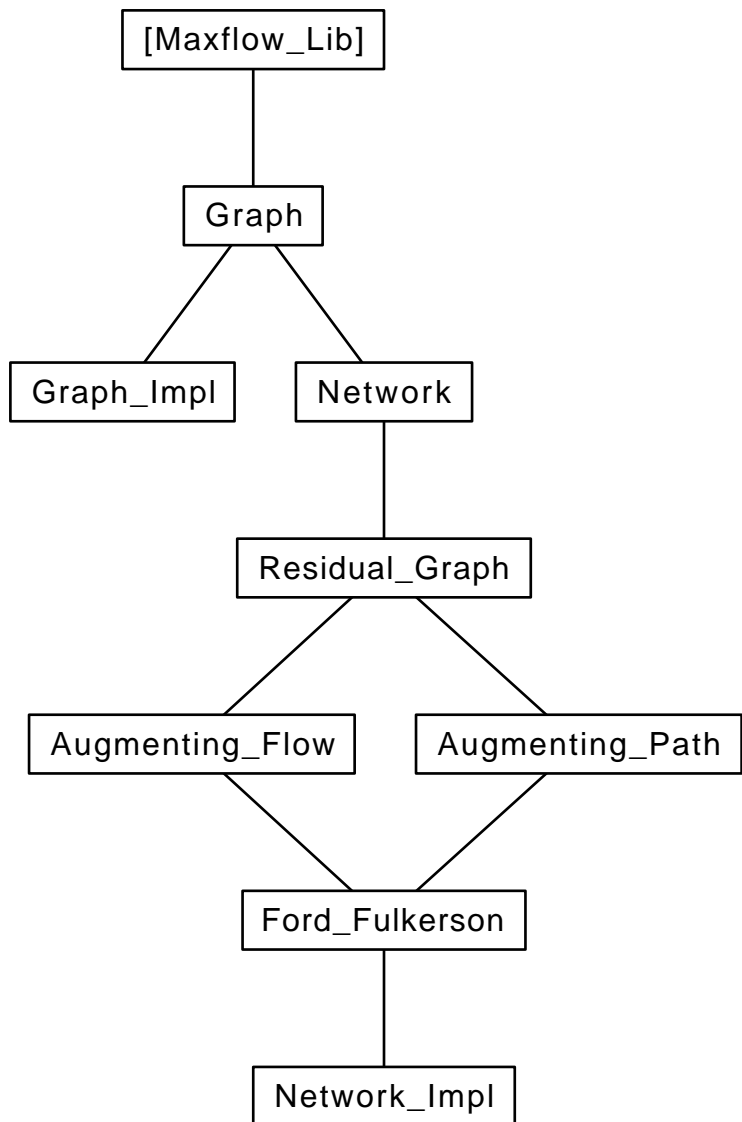 [Maxflow_Lib]
Graph
Graph_Impl
Network
Residual_Graph
Augmenting_Flow
Augmenting_Path
Ford_Fulkerson
Network_Impl